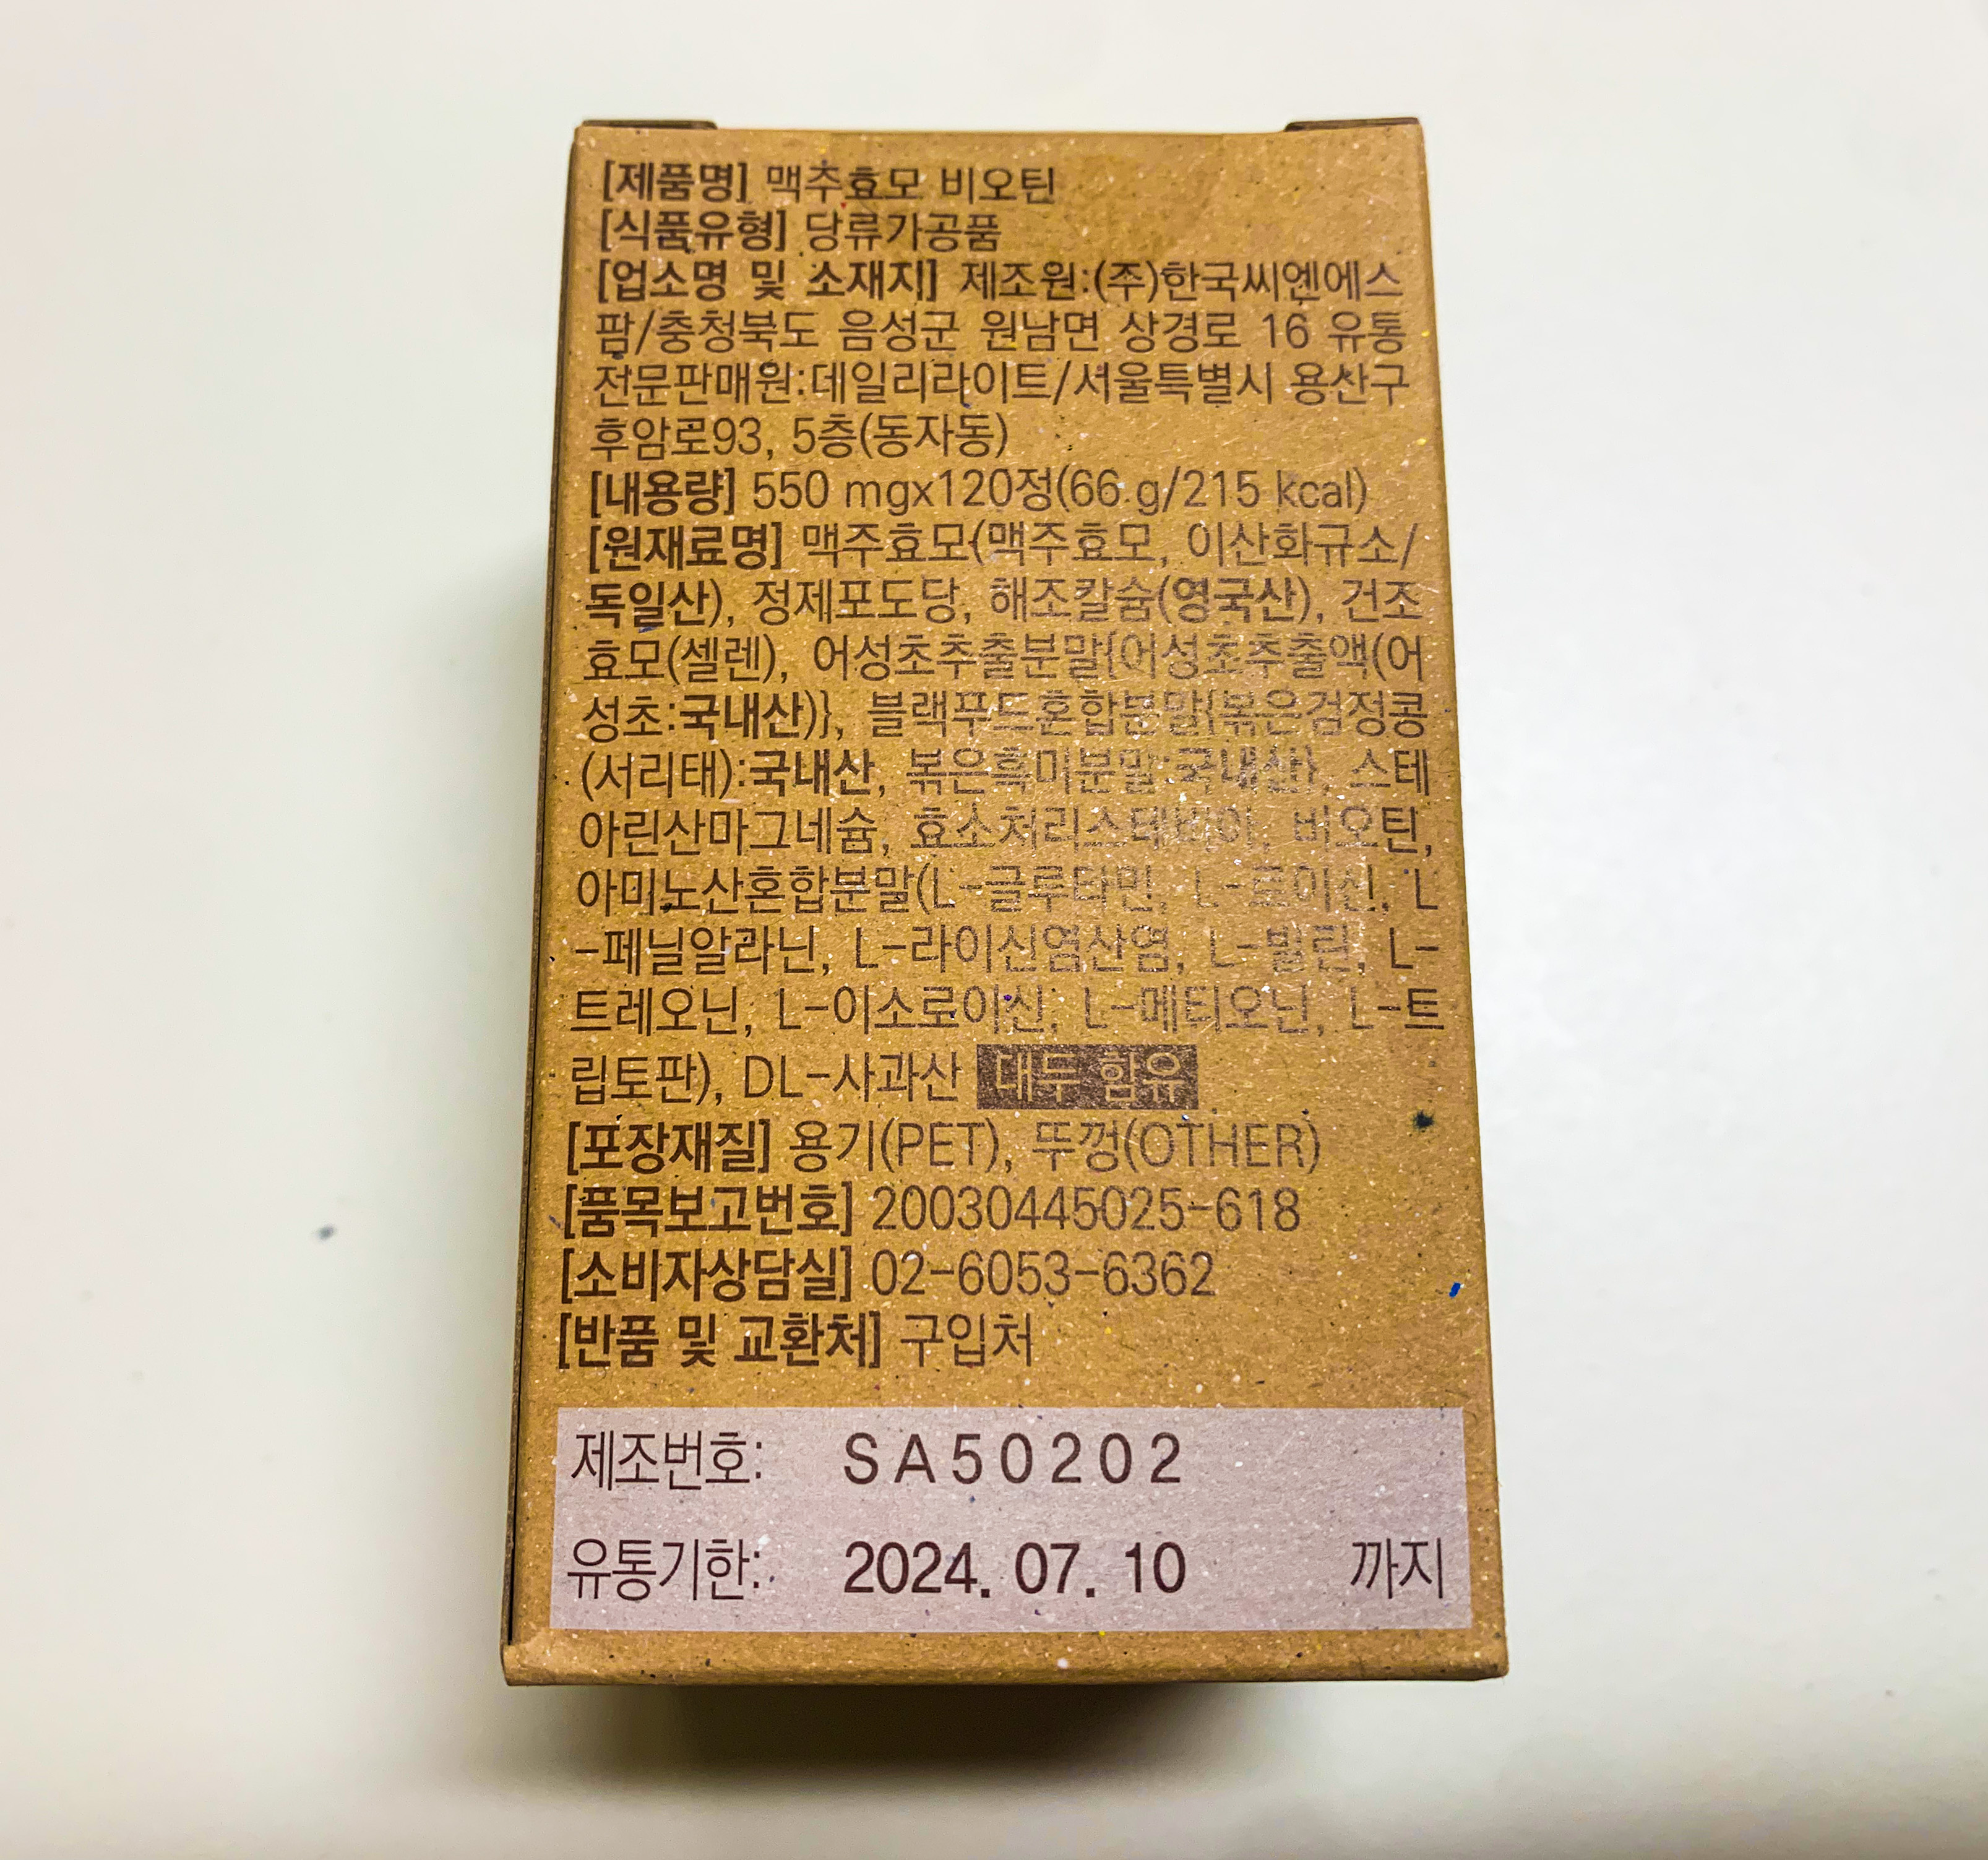 [제품명] 맥주효모 비오틴
[식품유형] 당류가공품
[업소명 및 소재지] 제조원:(주)한국씨엔에스
팜/충청북도 음성군 원남면 상경로 16 유통
전문판매원:데일리라이트/서울특별시 용산구
후암로93, 5층(동자동)
[내용량] 550 mgx120정(66 g/215 kcal)
[원재료명] 맥주효모(맥주효모, 이산화규소/
독일산), 정제포도당, 해조칼슘(영국산), 건조
효모(셀렌), 어성초추출분말{어성초추출액(어
성초:국내산)}, 블랙푸드혼합분말{볶은검정콩
(서리태):국내산, 볶은흑미분말:국내산}, 스테
아린산마그네슘, 효소처리스테비아, 비오틴,
아미노산혼합분말(L-글루타민, L-로이신, L
-페닐알라닌, L-라이신염산염, L-발린, L-
트레오닌, L-이소로이신, L-메티오닌, L-트
립토판), DL-사과산 대두 함유
[포장재질] 용기(PET), 뚜껑(OTHER)
[품목보고번호] 20030445025-618
[소비자상담실] 02-6053-6362
[반품 및 교환처] 구입처
제조번호: SA50202
유통기한: 2024. 07. 10 까지